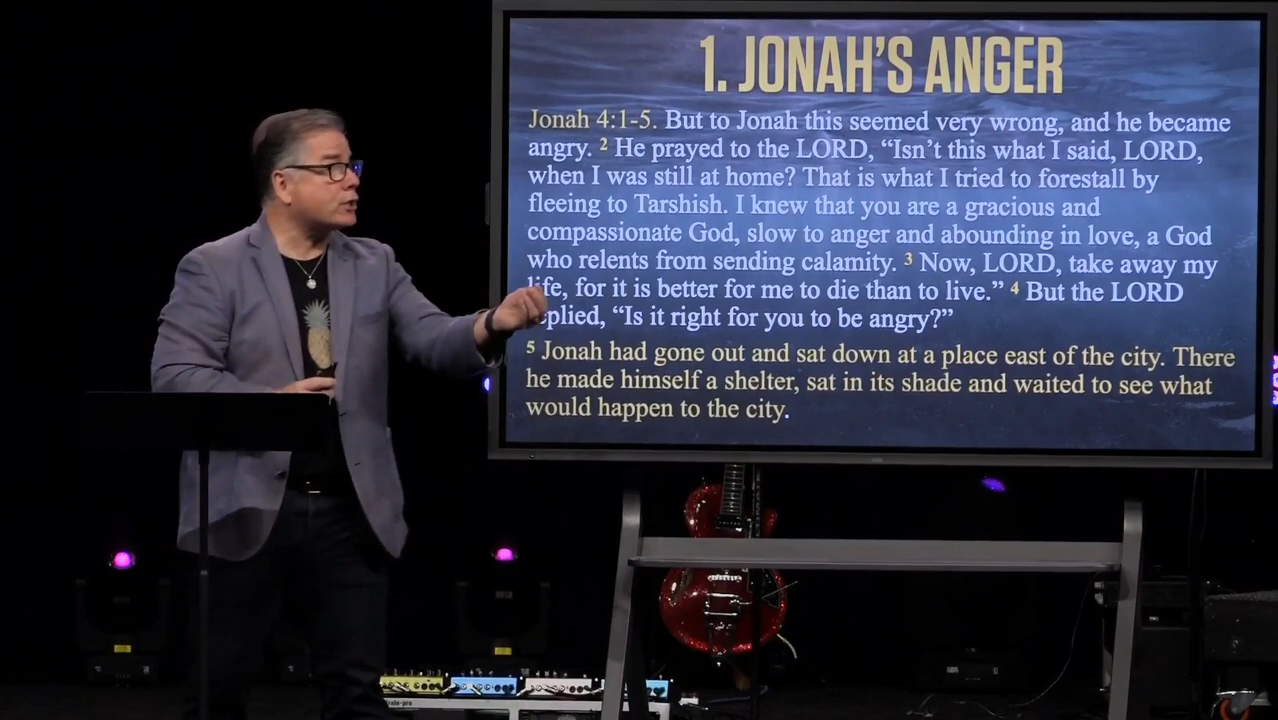 1. JONAH'S ANGER
Jonah 4:1-5. But to Jonah this seemed very wrong, and he became
angry. 2 He prayed to the LORD, “Isn’t this what I said, LORD,
when I was still at home? That is what I tried to forestall by
fleeing to Tarshish. I knew that you are a gracious and
compassionate God, slow to anger and abounding in love, a God
who relents from sending calamity. 3 Now, LORD, take away my
life, for it is better for me to die than to live.” 4 But the LORD
replied, “Is it right for you to be angry?”
5 Jonah had gone out and sat down at a place east of the city. There
he made himself a shelter, sat in its shade and waited to see what
would happen to the city.